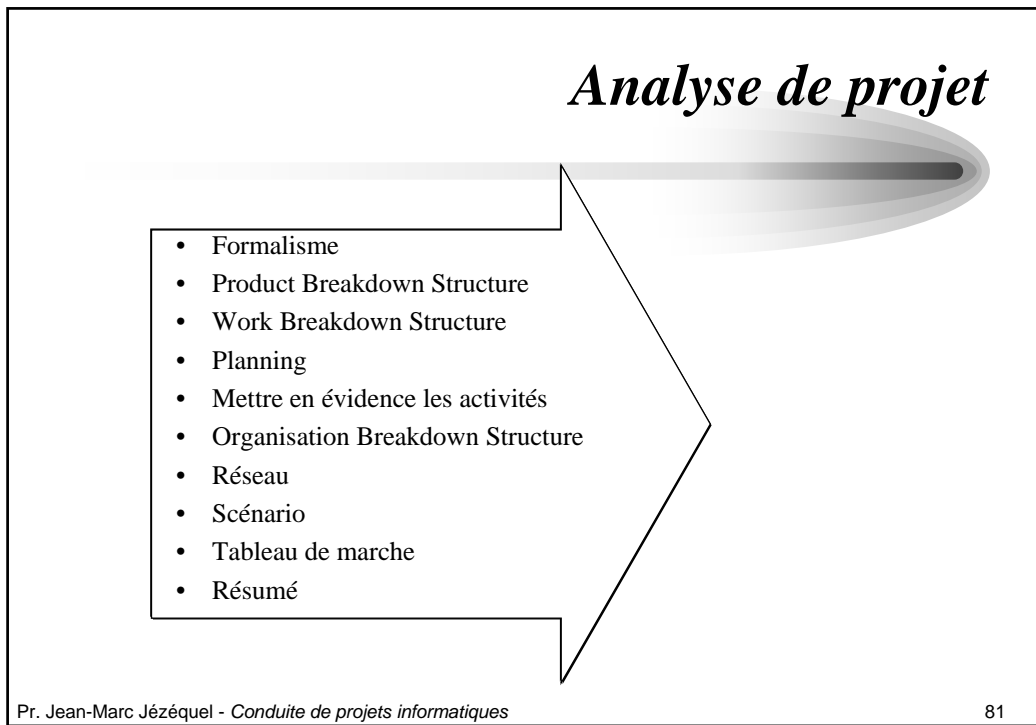 Analyse de projet
• Formalisme
• Product Breakdown Structure
• Work Breakdown Structure
• Planning
• Mettre en évidence les activités
• Organisation Breakdown Structure
• Réseau
• Scénario
• Tableau de marche
• Résumé
Pr. Jean-Marc Jézéquel - Conduite de projets informatiques 81